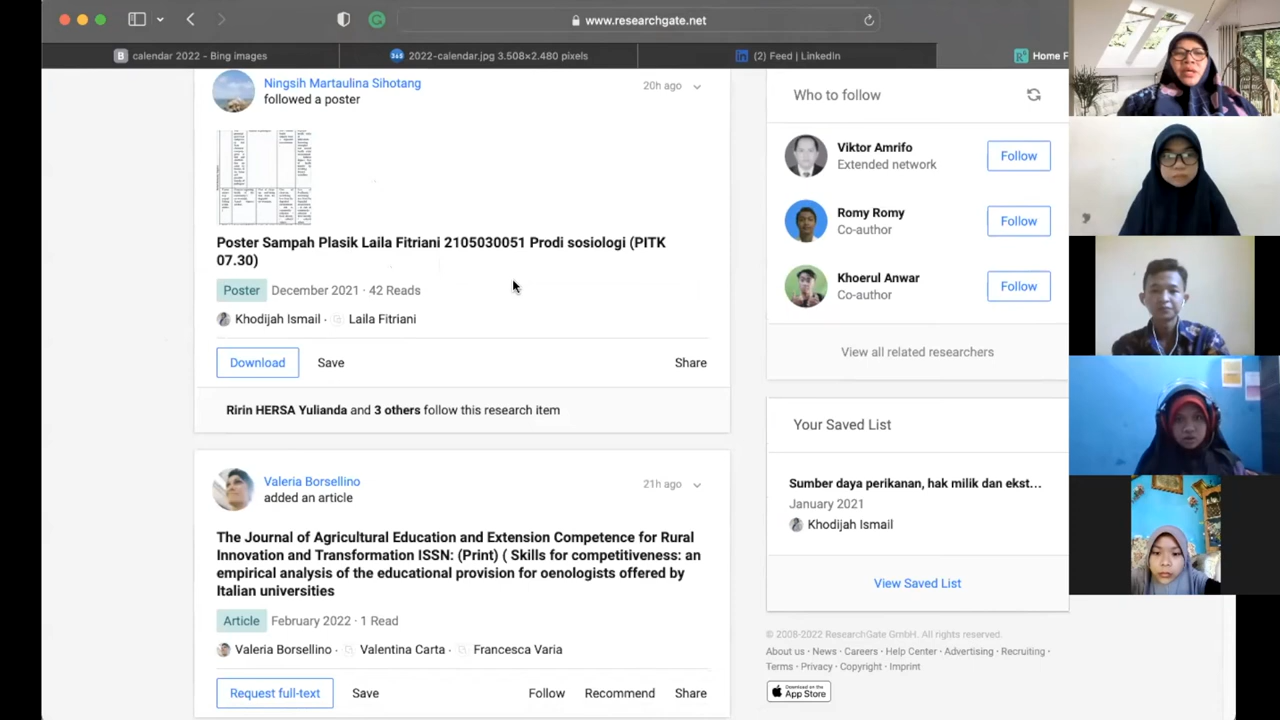 www.researchgate.net
calendar 2022 - Bing images
2022-calendar.jpg 3.508×2.480 pixels
(2) Feed | LinkedIn
Home F
Ningsih Martaulina Sihotang
followed a poster
20h ago
Poster Sampah Plasik Laila Fitriani 2105030051 Prodi sosiologi (PITK
07.30)
Poster December 2021 · 42 Reads
Khodijah Ismail · Laila Fitriani
Download Save Share
Ririn HERSA Yulianda and 3 others follow this research item
Valeria Borsellino
added an article
21h ago
The Journal of Agricultural Education and Extension Competence for Rural
Innovation and Transformation ISSN: (Print) ( Skills for competitiveness: an
empirical analysis of the educational provision for oenologists offered by
Italian universities
Article February 2022 · 1 Read
Valeria Borsellino · Valentina Carta · Francesca Varia
Request full-text Save Follow Recommend Share
Who to follow
Viktor Amrifo
Extended network
Follow
Romy Romy
Co-author
Follow
Khoerul Anwar
Co-author
Follow
View all related researchers
Your Saved List
Sumber daya perikanan, hak milik dan ekst...
January 2021
Khodijah Ismail
View Saved List
© 2008-2022 ResearchGate GmbH. All rights reserved.
About us · News · Careers · Help Center · Advertising · Recruiting ·
Terms · Privacy · Copyright · Imprint
Download on the
App Store